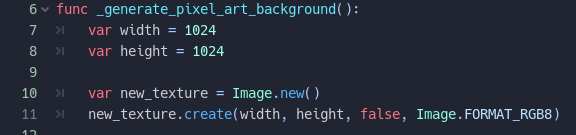 6 func _generate_pixel_art_background():
7 var width = 1024
8 var height = 1024
9
10 var new_texture = Image.new()
11 new_texture.create(width, height, false, Image.FORMAT_RGB8)
12